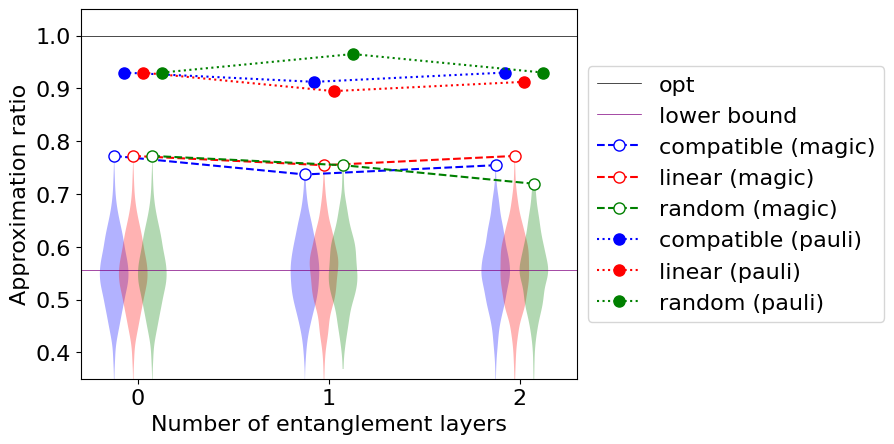 1.0
0.9
0.8
0.7
0.6
0.5
0.4
Approximation ratio
0
1
2
Number of entanglement layers
opt
lower bound
compatible (magic)
linear (magic)
random (magic)
compatible (pauli)
linear (pauli)
random (pauli)